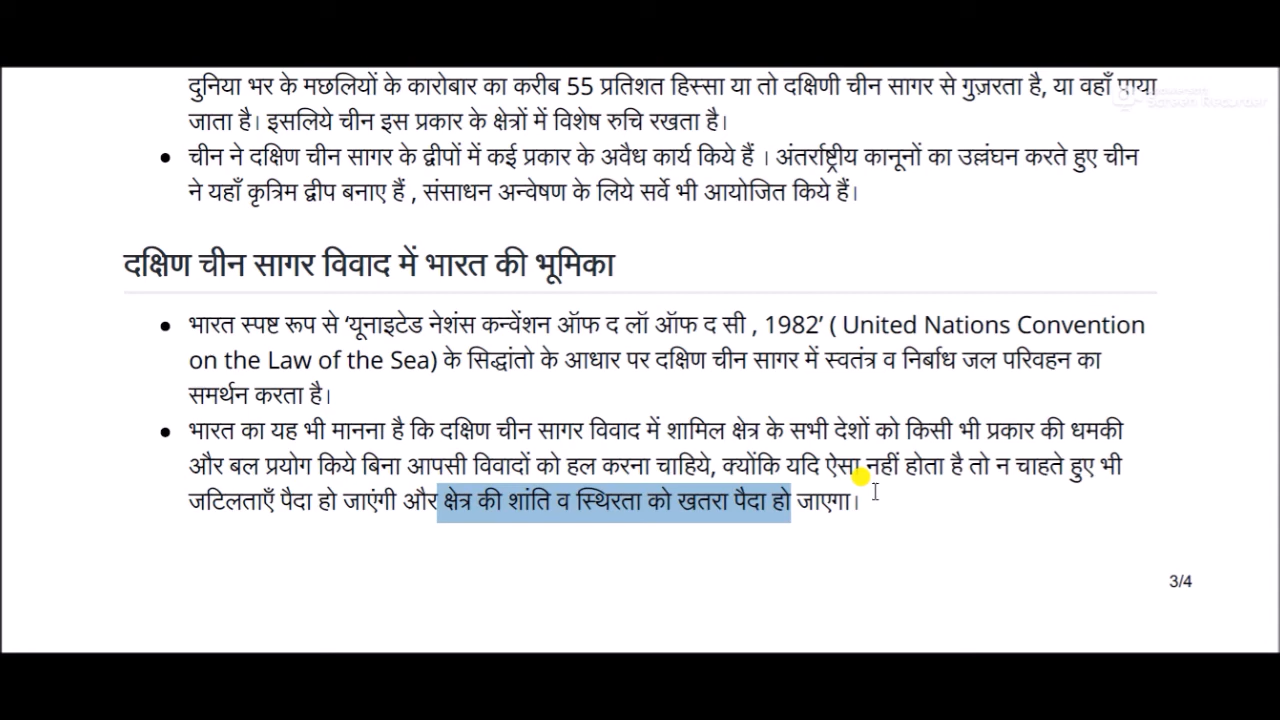 दुनिया भर के मछलियों के कारोबार का करीब 55 प्रतिशत हिस्सा या तो दक्षिणी चीन सागर से गुज़रता है, या वहाँ पाया
जाता है। इसलिये चीन इस प्रकार के क्षेत्रों में विशेष रुचि रखता है।
Screen Recorder
● चीन ने दक्षिण चीन सागर के द्वीपों में कई प्रकार के अवैध कार्य किये हैं । अंतर्राष्ट्रीय कानूनों का उल्लंघन करते हुए चीन
ने यहाँ कृत्रिम द्वीप बनाए हैं , संसाधन अन्वेषण के लिये सर्वे भी आयोजित किये हैं।
दक्षिण चीन सागर विवाद में भारत की भूमिका
● भारत स्पष्ट रूप से ‘यूनाइटेड नेशंस कन्वेंशन ऑफ द लॉ ऑफ द सी , 1982’ ( United Nations Convention
on the Law of the Sea) के सिद्धांतो के आधार पर दक्षिण चीन सागर में स्वतंत्र व निर्बाध जल परिवहन का
समर्थन करता है।
● भारत का यह भी मानना है कि दक्षिण चीन सागर विवाद में शामिल क्षेत्र के सभी देशों को किसी भी प्रकार की धमकी
और बल प्रयोग किये बिना आपसी विवादों को हल करना चाहिये, क्योंकि यदि ऐसा नहीं होता है तो न चाहते हुए भी
जटिलताएँ पैदा हो जाएंगी और क्षेत्र की शांति व स्थिरता को खतरा पैदा हो जाएगा।
3/4